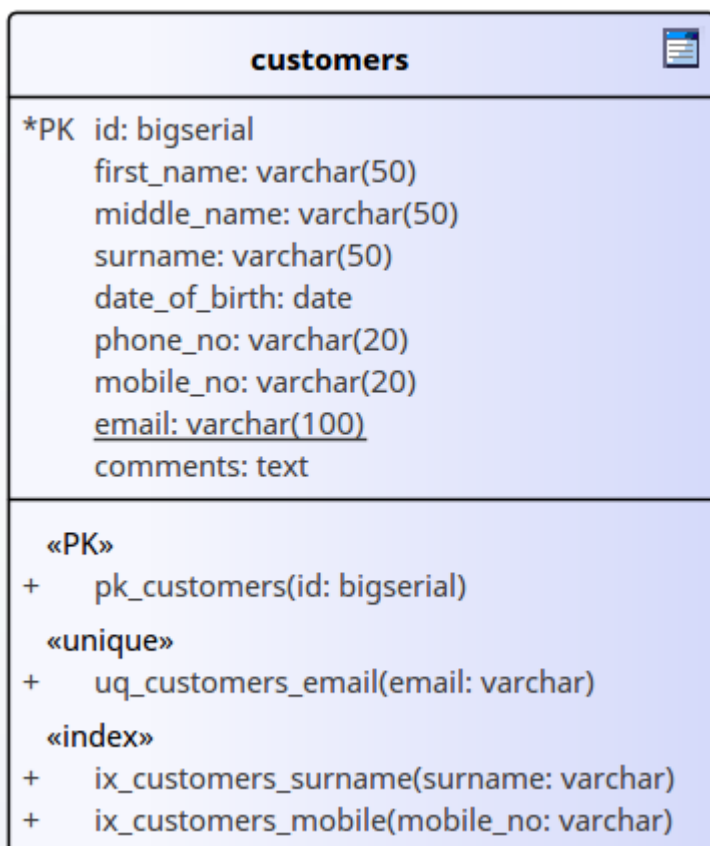 customers
*PK id: bigserial
first_name: varchar(50)
middle_name: varchar(50)
surname: varchar(50)
date_of_birth: date
phone_no: varchar(20)
mobile_no: varchar(20)
email: varchar(100)
comments: text
«PK»
+ pk_customers(id: bigserial)
«unique»
+ uq_customers_email(email: varchar)
«index»
+ ix_customers_surname(surname: varchar)
+ ix_customers_mobile(mobile_no: varchar)